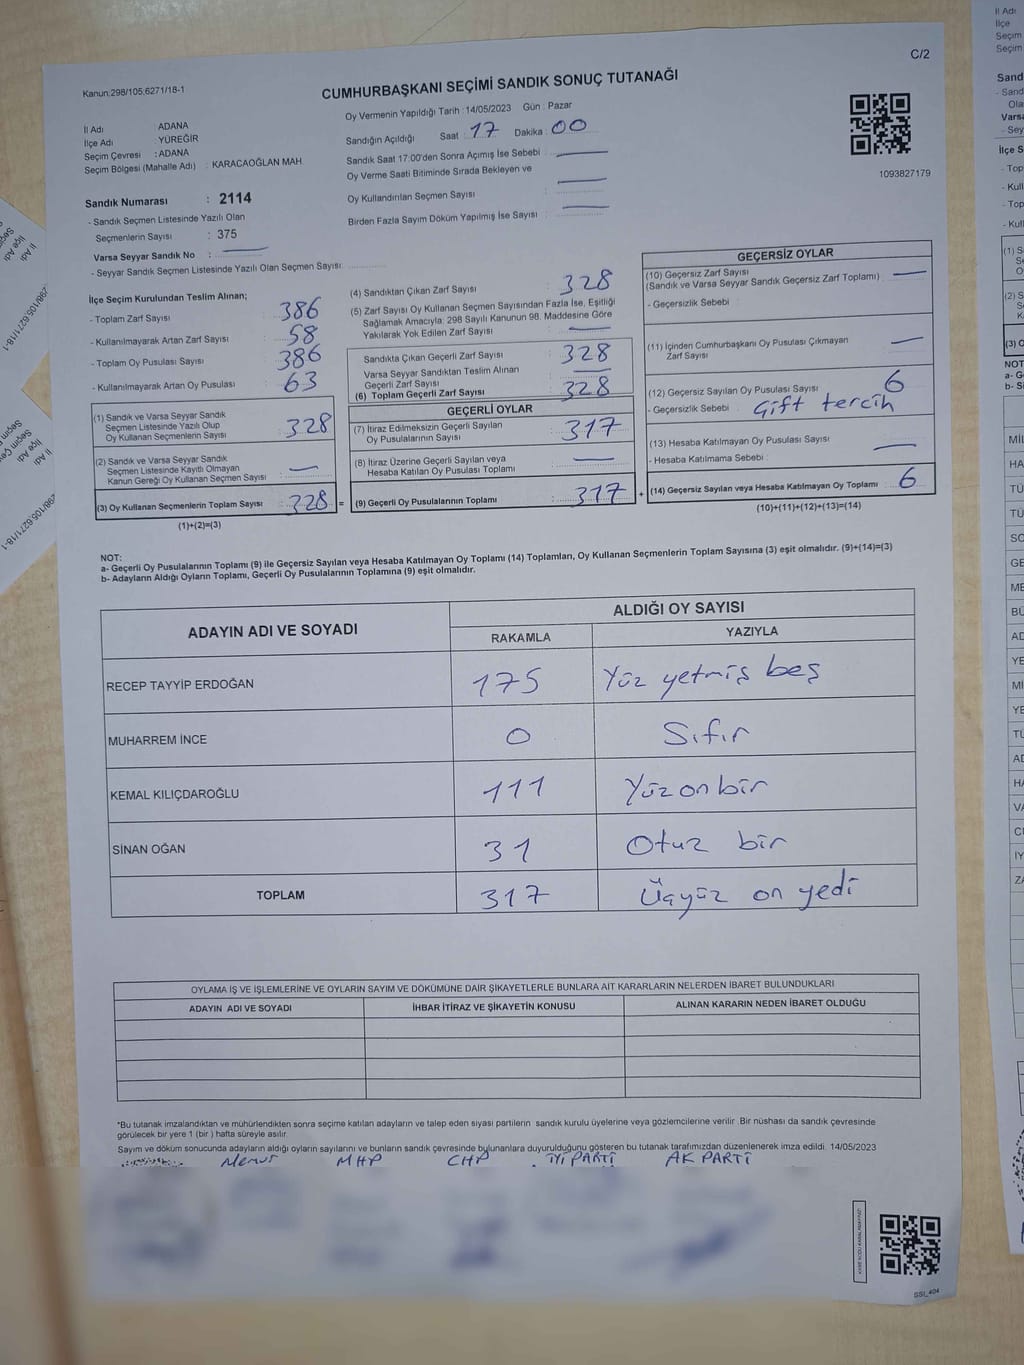 C/2
Kanun:298/105,6271/18-1
CUMHURBAŞKANI SEÇİMİ SANDIK SONUÇ TUTANAĞI
İl Adı : ADANA
İlçe Adı : YÜREĞİR
Seçim Çevresi : ADANA
Seçim Bölgesi (Mahalle Adı) : KARACAOĞLAN MAH.
Sandık Numarası : 2114
- Sandık Seçmen Listesinde Yazılı Olan
Seçmenlerin Sayısı : 375
Varsa Seyyar Sandık No :
- Seyyar Sandık Seçmen Listesinde Yazılı Olan Seçmen Sayısı:
Oy Vermenin Yapıldığı Tarih : 14/05/2023 Gün : Pazar
Sandığın Açıldığı Saat : 17 Dakika : 00
Sandık Saat 17:00'den Sonra Açımış İse Sebebi :
Oy Verme Saati Bitiminde Sırada Bekleyen ve
Oy Kullandırılan Seçmen Sayısı :
Birden Fazla Sayım Döküm Yapılmış İse Sayısı :
1093827179
İlçe Seçim Kurulundan Teslim Alınan;
- Toplam Zarf Sayısı : 386
- Kullanılmayarak Artan Zarf Sayısı : 58
- Toplam Oy Pusulası Sayısı : 386
- Kullanılmayarak Artan Oy Pusulası : 63
(1) Sandık ve Varsa Seyyar Sandık
Seçmen Listesinde Yazılı Olup
Oy Kullanan Seçmenlerin Sayısı : 328
(2) Sandık ve Varsa Seyyar Sandık
Seçmen Listesinde Kayıtlı Olmayan
Kanun Gereği Oy Kullanan Seçmen Sayısı :
(3) Oy Kullanan Seçmenlerin Toplam Sayısı : 328 =
(1)+(2)=(3)
(4) Sandıktan Çıkan Zarf Sayısı : 328
(5) Zarf Sayısı Oy Kullanan Seçmen Sayısından Fazla İse, Eşitliği
Sağlamak Amacıyla; 298 Sayılı Kanunun 98. Maddesine Göre
Yakılarak Yok Edilen Zarf Sayısı :
Sandıkta Çıkan Geçerli Zarf Sayısı : 328
Varsa Seyyar Sandıktan Teslim Alınan
Geçerli Zarf Sayısı :
(6) Toplam Geçerli Zarf Sayısı : 328
GEÇERLİ OYLAR
(7) İtiraz Edilmeksizin Geçerli Sayılan
Oy Pusulalarının Sayısı : 317
(8) İtiraz Üzerine Geçerli Sayılan veya
Hesaba Katılan Oy Pusulası Toplamı :
(9) Geçerli Oy Pusulalarının Toplamı : 317 +
GEÇERSİZ OYLAR
(10) Geçersiz Zarf Sayısı
(Sandık ve Varsa Seyyar Sandık Geçersiz Zarf Toplamı) :
- Geçersizlik Sebebi :
(11) İçinden Cumhurbaşkanı Oy Pusulası Çıkmayan
Zarf Sayısı :
(12) Geçersiz Sayılan Oy Pusulası Sayısı : 6
- Geçersizlik Sebebi : Çift tercih
(13) Hesaba Katılmayan Oy Pusulası Sayısı :
- Hesaba Katılmama Sebebi :
(14) Geçersiz Sayılan veya Hesaba Katılmayan Oy Toplamı : 6
(10)+(11)+(12)+(13)=(14)
NOT:
a- Geçerli Oy Pusulalarının Toplamı (9) ile Geçersiz Sayılan veya Hesaba Katılmayan Oy Toplamı (14) Toplamları, Oy Kullanan Seçmenlerin Toplam Sayısına (3) eşit olmalıdır. (9)+(14)=(3)
b- Adayların Aldığı Oyların Toplamı, Geçerli Oy Pusulalarının Toplamına (9) eşit olmalıdır.
ADAYIN ADI VE SOYADI
ALDIĞI OY SAYISI
RAKAMLA YAZIYLA
RECEP TAYYİP ERDOĞAN 175 Yüz yetmiş beş
MUHARREM İNCE 0 Sıfır
KEMAL KILIÇDAROĞLU 111 Yüz on bir
SİNAN OĞAN 31 Otuz bir
TOPLAM 317 Üçyüz on yedi
OYLAMA İŞ VE İŞLEMLERİNE VE OYLARIN SAYIM VE DÖKÜMÜNE DAİR ŞİKAYETLERLE BUNLARA AİT KARARLARIN NELERDEN İBARET BULUNDUKLARI
ADAYIN ADI VE SOYADI İHBAR İTİRAZ VE ŞİKAYETİN KONUSU ALINAN KARARIN NEDEN İBARET OLDUĞU
*Bu tutanak imzalandıktan ve mühürlendikten sonra seçime katılan adayların ve talep eden siyasi partilerin sandık kurulu üyelerine veya gözlemcilerine verilir. Bir nüshası da sandık çevresinde
görülecek bir yere 1 (bir) hafta süreyle asılır.
Sayım ve döküm sonucunda adayların aldığı oyların sayılarını ve bunların sandık çevresinde bulunanlara duyurulduğunu gösteren bu tutanak tarafımızdan düzenlenerek imza edildi. 14/05/2023
Memur MHP CHP İYİ PARTİ AK PARTİ
SSI_404